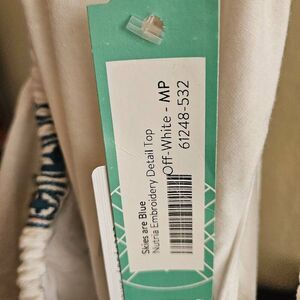 Skies are Blue
Nutria Embroidery Detail Top
Off-White - MP
61248-532